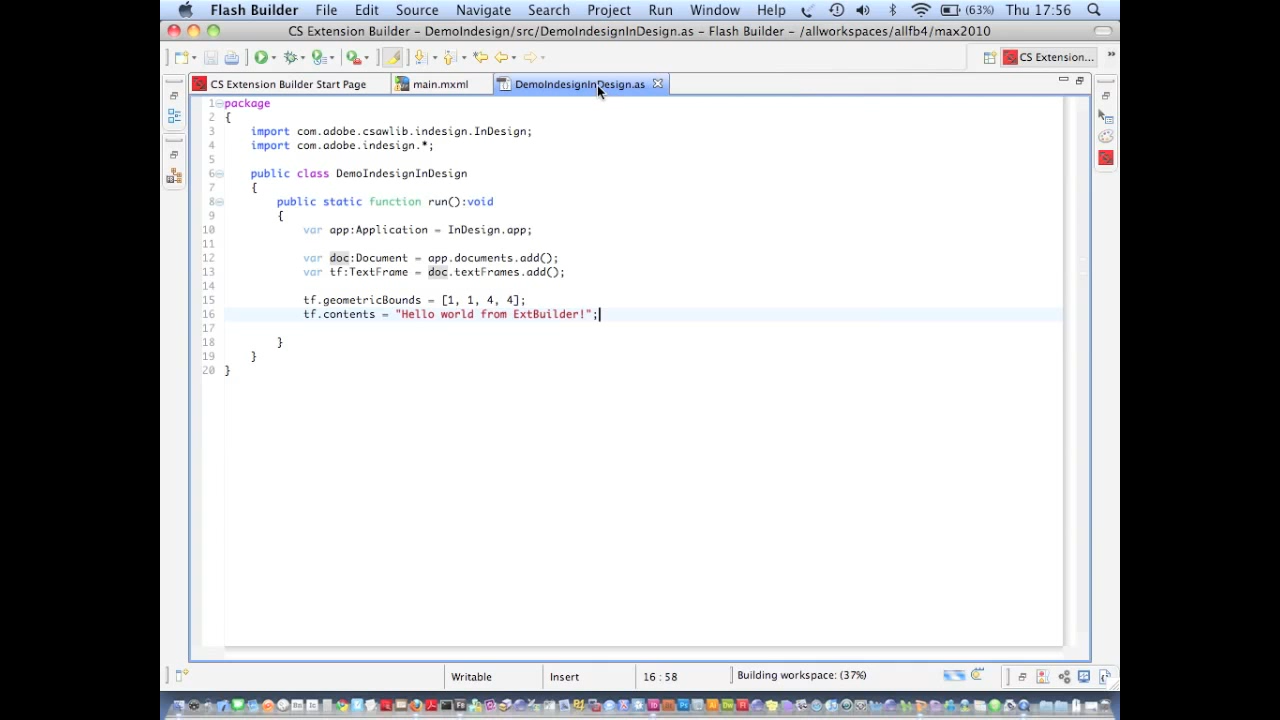 Flash Builder File Edit Source Navigate Search Project Run Window Help (63%) Thu 17:56
CS Extension Builder - DemoIndesign/src/DemoIndesignInDesign.as - Flash Builder - /allworkspaces/allfb4/max2010
CS Extension...
CS Extension Builder Start Page main.mxml DemoIndesignInDesign.as
1 package
2 {
3 import com.adobe.csawlib.indesign.InDesign;
4 import com.adobe.indesign.*;
5
6 public class DemoIndesignInDesign
7 {
8 public static function run():void
9 {
10 var app:Application = InDesign.app;
11
12 var doc:Document = app.documents.add();
13 var tf:TextFrame = doc.textFrames.add();
14
15 tf.geometricBounds = [1, 1, 4, 4];
16 tf.contents = "Hello world from ExtBuilder!";
17
18 }
19 }
20 }
Writable Insert 16 : 58 Building workspace: (37%)